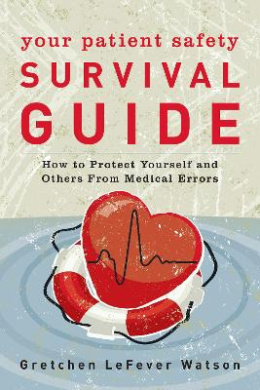 your patient safety
SURVIVAL
GUIDE
How to Protect Yourself and
Others From Medical Errors
Gretchen LeFever Watson